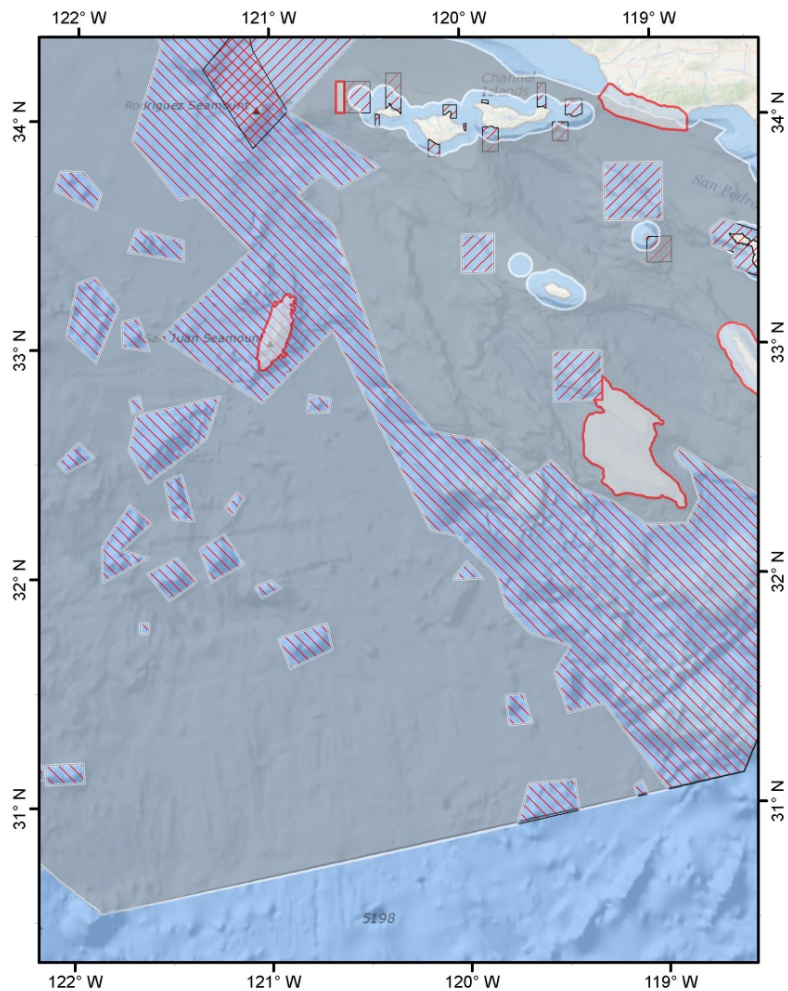 122° W 121° W 120° W 119° W
Channel
Islands
Rodriguez Seamount
34° N 34° N
San Pedro
San Juan Seamount
33° N 33° N
32° N 32° N
31° N 31° N
5198
122° W 121° W 120° W 119° W